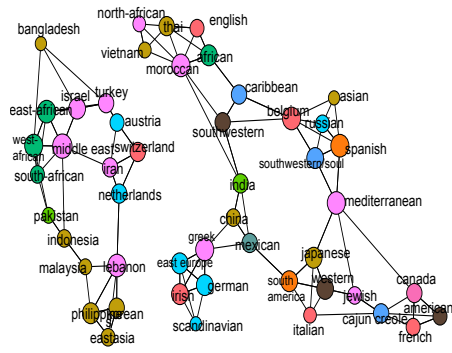 north-african
english
thai
bangladesh
vietnam
african
moroccan
israel
turkey
caribbean
asian
east-african
belgium
austria
russian
southwestern
west-
african
middle east
switzerland
spanish
iran
southwestern/soul
south-african
india
netherlands
mediterranean
pakistan
china
indonesia
greek
mexican
malaysia
lebanon
east europe
japanese
german
south
america
western
canada
irish
jewish
philippine
korean
cajun creole
american
scandinavian
italian
french
eastasia